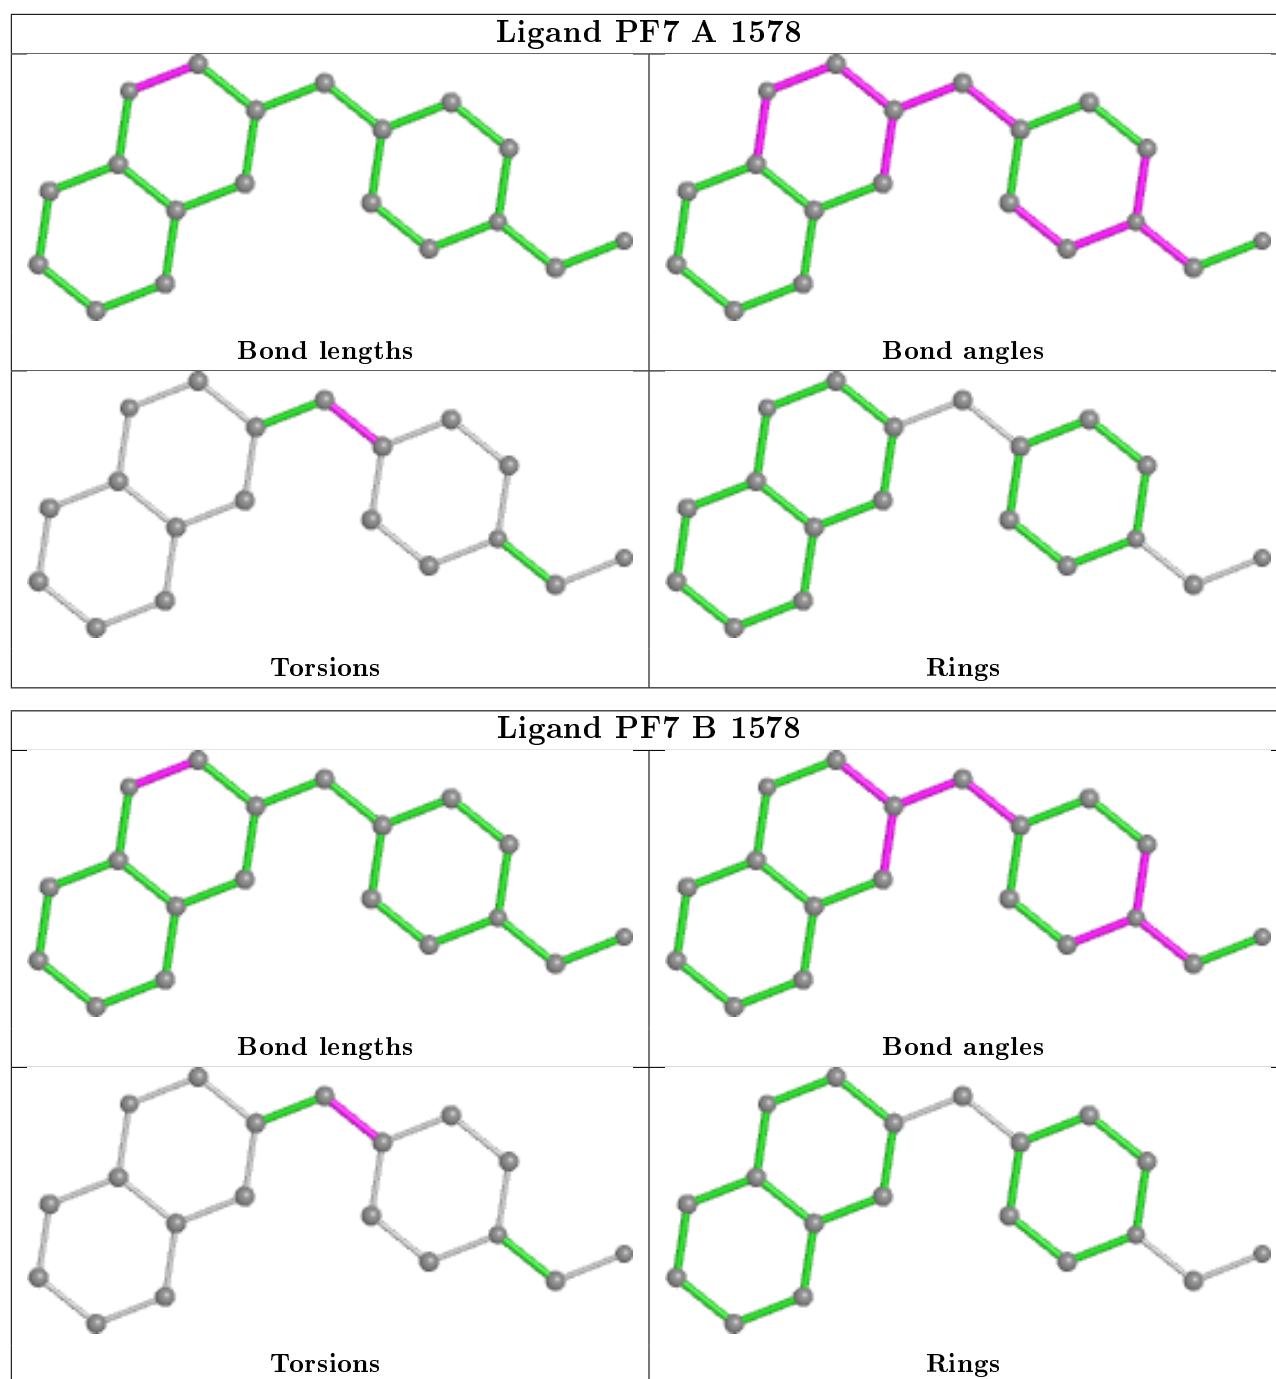 Ligand PF7 A 1578
Bond lengths
Bond angles
Torsions
Rings
Ligand PF7 B 1578
Bond lengths
Bond angles
Torsions
Rings